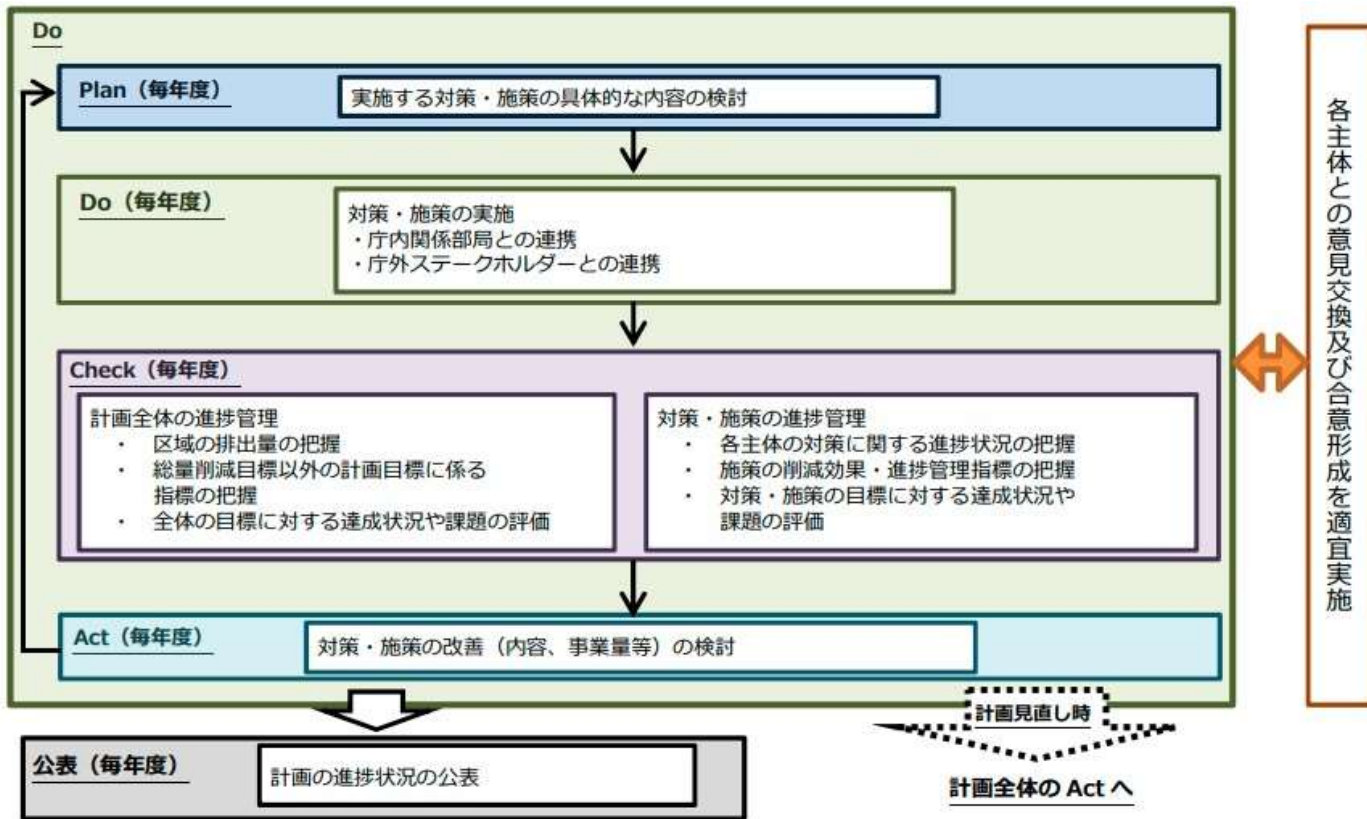 Do
Plan（毎年度）
実施する対策・施策の具体的な内容の検討
Do（毎年度）
対策・施策の実施
・庁内関係部局との連携
・庁外ステークホルダーとの連携
Check（毎年度）
計画全体の進捗管理
・ 区域の排出量の把握
・ 総量削減目標以外の計画目標に係る
指標の把握
・ 全体の目標に対する達成状況や課題の評価
対策・施策の進捗管理
・ 各主体の対策に関する進捗状況の把握
・ 施策の削減効果・進捗管理指標の把握
・ 対策・施策の目標に対する達成状況や
課題の評価
Act（毎年度）
対策・施策の改善（内容、事業量等）の検討
各主体との意見交換及び合意形成を適宜実施
計画見直し時
計画全体の Act へ
公表（毎年度）
計画の進捗状況の公表